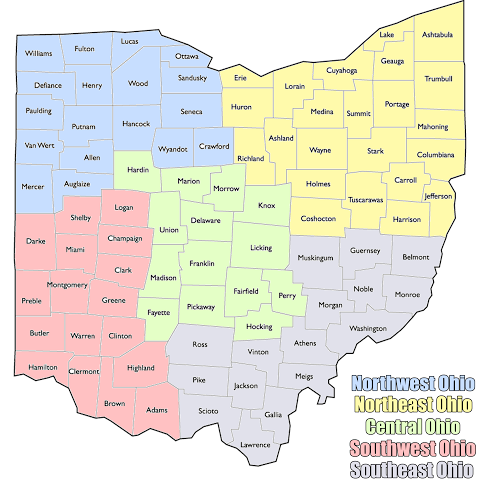 Williams
Fulton
Lucas
Ottawa
Defiance
Henry
Wood
Sandusky
Paulding
Putnam
Hancock
Seneca
Van Wert
Allen
Wyandot
Crawford
Mercer
Auglaize
Erie
Lorain
Cuyahoga
Lake
Geauga
Ashtabula
Huron
Medina
Summit
Portage
Trumbull
Ashland
Mahoning
Richland
Wayne
Stark
Columbiana
Holmes
Carroll
Tuscarawas
Jefferson
Coshocton
Harrison
Hardin
Marion
Morrow
Knox
Union
Delaware
Licking
Franklin
Madison
Fairfield
Perry
Fayette
Pickaway
Hocking
Logan
Shelby
Darke
Champaign
Miami
Clark
Montgomery
Preble
Greene
Butler
Warren
Clinton
Hamilton
Clermont
Highland
Brown
Adams
Muskingum
Guernsey
Belmont
Noble
Monroe
Morgan
Washington
Ross
Vinton
Athens
Pike
Jackson
Meigs
Scioto
Gallia
Lawrence
Northwest Ohio
Northeast Ohio
Central Ohio
Southwest Ohio
Southeast Ohio